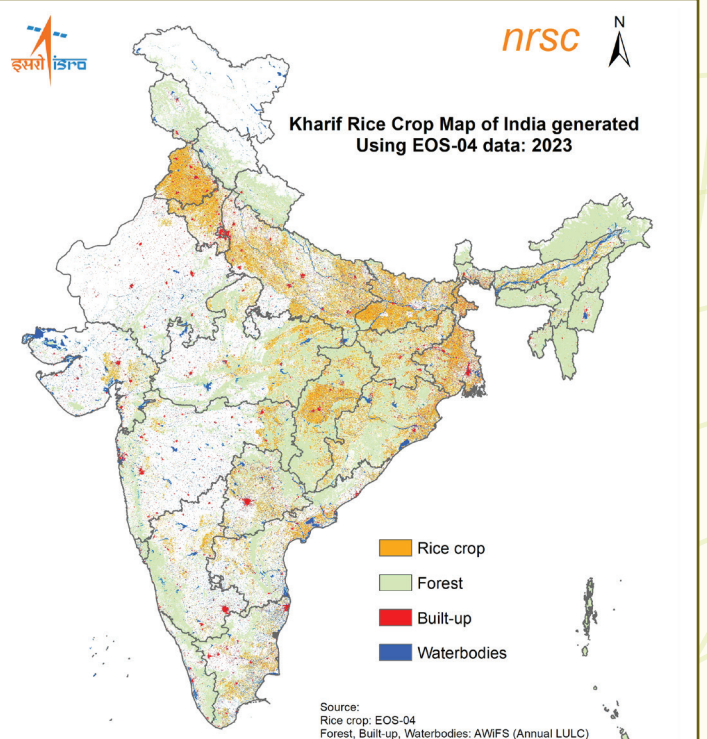 इसरो isro
nrsc
N
Kharif Rice Crop Map of India generated
Using EOS-04 data: 2023
Rice crop
Forest
Built-up
Waterbodies
Source:
Rice crop: EOS-04
Forest, Built-up, Waterbodies: AWiFS (Annual LULC)